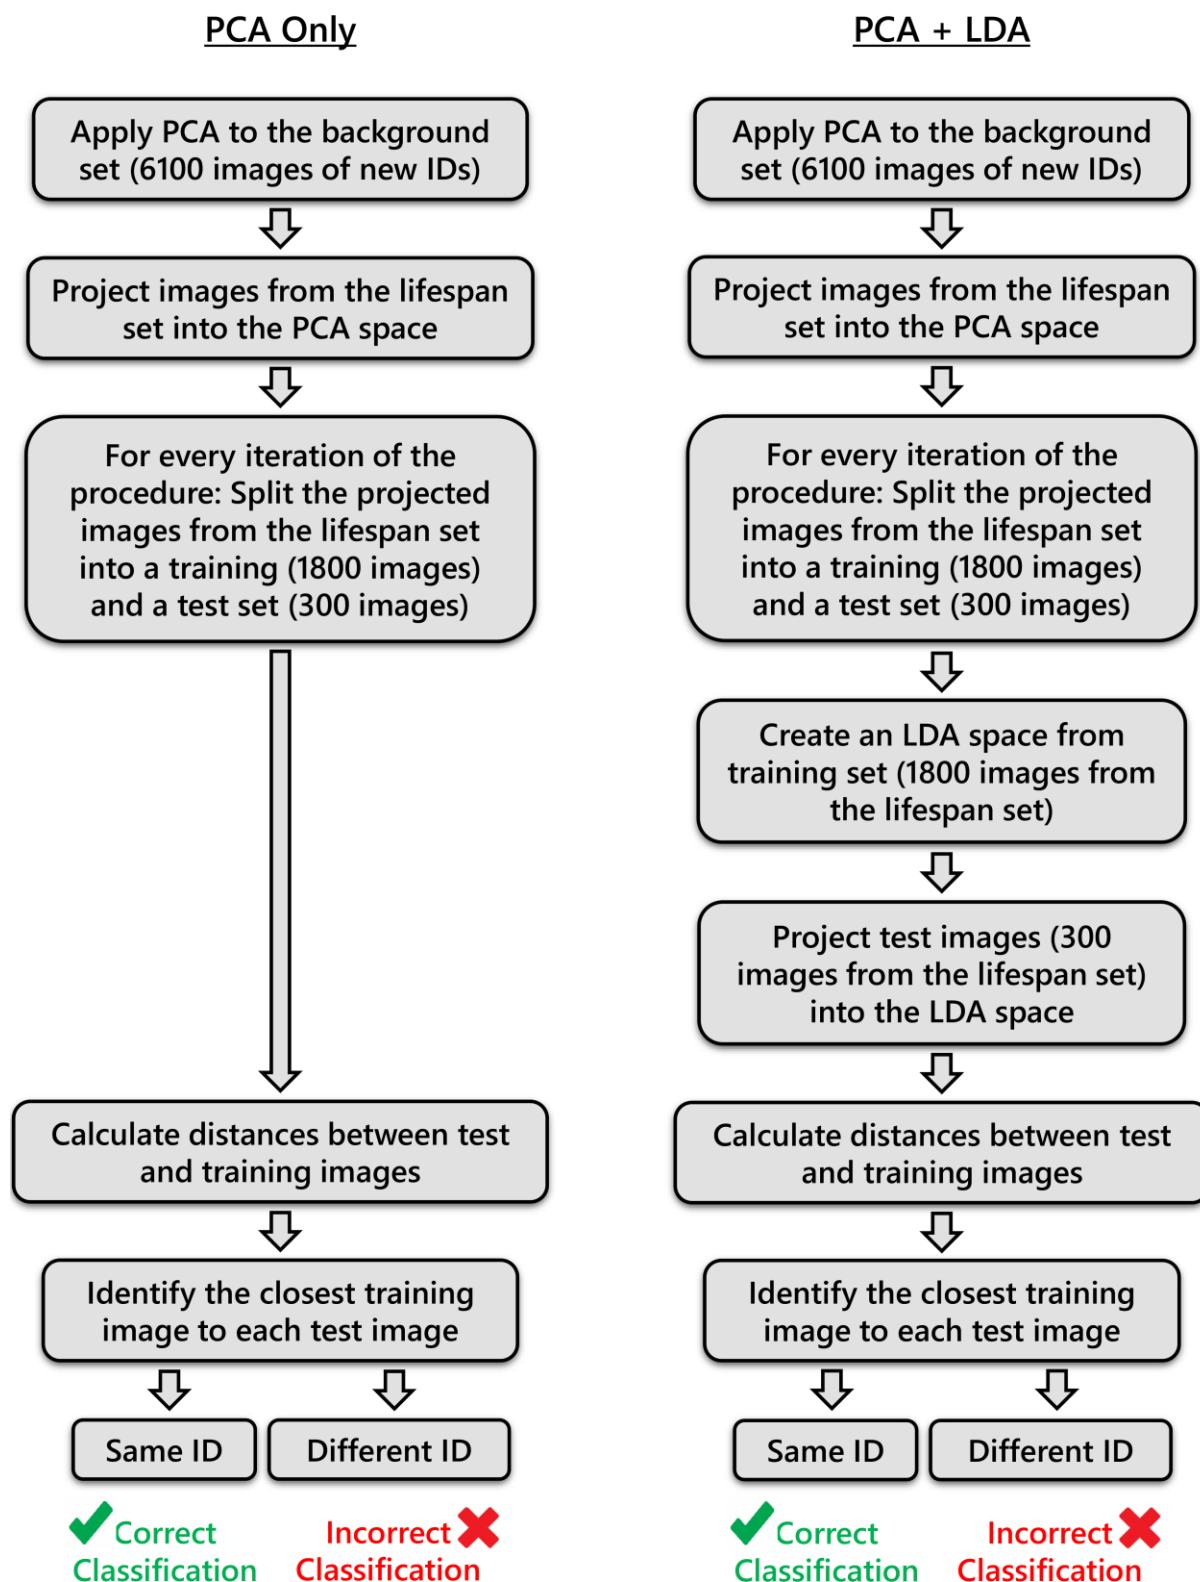 PCA Only
Apply PCA to the background
set (6100 images of new IDs)
Project images from the lifespan
set into the PCA space
For every iteration of the
procedure: Split the projected
images from the lifespan set
into a training (1800 images)
and a test set (300 images)
Calculate distances between test
and training images
Identify the closest training
image to each test image
Same ID
Different ID
Correct
Classification
Incorrect
Classification
PCA + LDA
Apply PCA to the background
set (6100 images of new IDs)
Project images from the lifespan
set into the PCA space
For every iteration of the
procedure: Split the projected
images from the lifespan set
into a training (1800 images)
and a test set (300 images)
Create an LDA space from
training set (1800 images from
the lifespan set)
Project test images (300
images from the lifespan set)
into the LDA space
Calculate distances between test
and training images
Identify the closest training
image to each test image
Same ID
Different ID
Correct
Classification
Incorrect
Classification